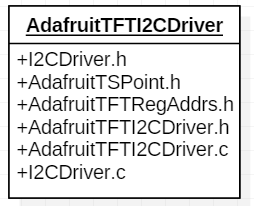 AdafruitTFTI2CDriver
+I2CDriver.h
+AdafruitTSPoint.h
+AdafruitTFTRegAddrs.h
+AdafruitTFTI2CDriver.h
+AdafruitTFTI2CDriver.c
+I2CDriver.c